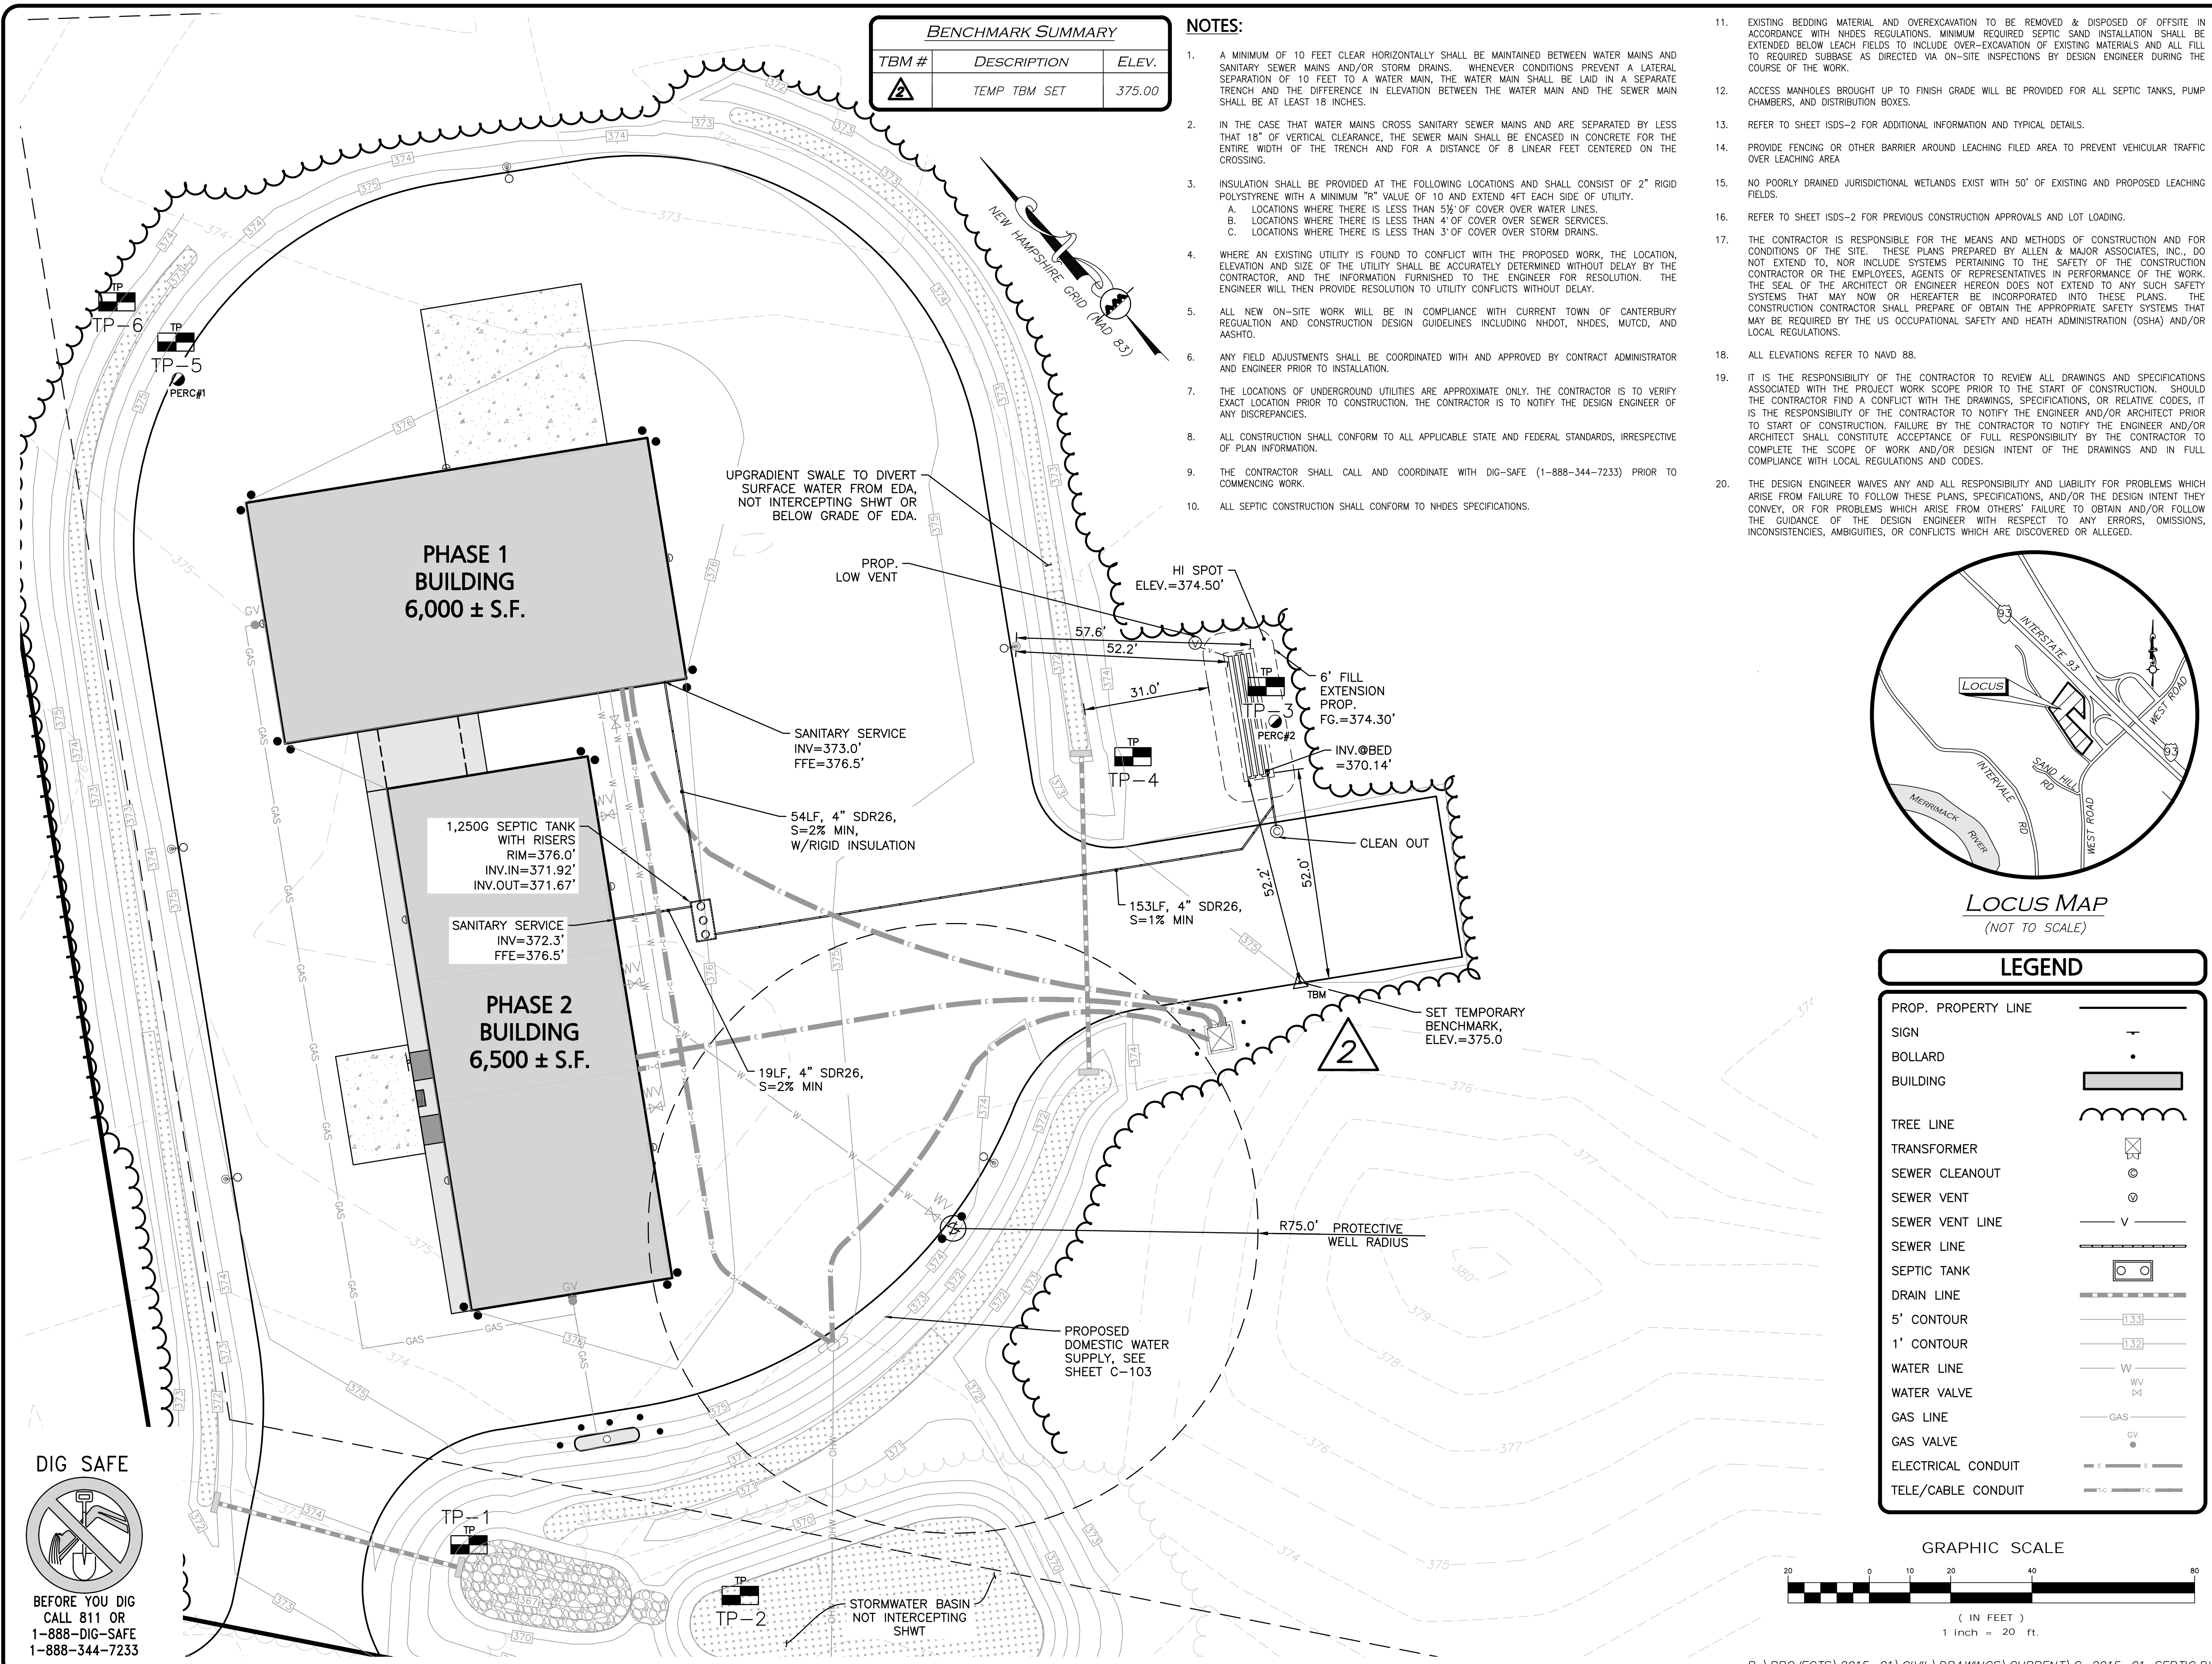 BENCHMARK SUMMARY
TBM # DESCRIPTION ELEV.
2 TEMP TBM SET 375.00
NOTES:
1. A MINIMUM OF 10 FEET CLEAR HORIZONTALLY SHALL BE MAINTAINED BETWEEN WATER MAINS AND
SANITARY SEWER MAINS AND/OR STORM DRAINS. WHENEVER CONDITIONS PREVENT A LATERAL
SEPARATION OF 10 FEET TO A WATER MAIN, THE WATER MAIN SHALL BE LAID IN A SEPARATE
TRENCH AND THE DIFFERENCE IN ELEVATION BETWEEN THE WATER MAIN AND THE SEWER MAIN
SHALL BE AT LEAST 18 INCHES.
2. IN THE CASE THAT WATER MAINS CROSS SANITARY SEWER MAINS AND ARE SEPARATED BY LESS
THAT 18" OF VERTICAL CLEARANCE, THE SEWER MAIN SHALL BE ENCASED IN CONCRETE FOR THE
ENTIRE WIDTH OF THE TRENCH AND FOR A DISTANCE OF 8 LINEAR FEET CENTERED ON THE
CROSSING.
3. INSULATION SHALL BE PROVIDED AT THE FOLLOWING LOCATIONS AND SHALL CONSIST OF 2" RIGID
POLYSTYRENE WITH A MINIMUM "R" VALUE OF 10 AND EXTEND 4FT EACH SIDE OF UTILITY.
A. LOCATIONS WHERE THERE IS LESS THAN 5½' OF COVER OVER WATER LINES.
B. LOCATIONS WHERE THERE IS LESS THAN 4' OF COVER OVER SEWER SERVICES.
C. LOCATIONS WHERE THERE IS LESS THAN 3' OF COVER OVER STORM DRAINS.
4. WHERE AN EXISTING UTILITY IS FOUND TO CONFLICT WITH THE PROPOSED WORK, THE LOCATION,
ELEVATION AND SIZE OF THE UTILITY SHALL BE ACCURATELY DETERMINED WITHOUT DELAY BY THE
CONTRACTOR, AND THE INFORMATION FURNISHED TO THE ENGINEER FOR RESOLUTION. THE
ENGINEER WILL THEN PROVIDE RESOLUTION TO UTILITY CONFLICTS WITHOUT DELAY.
5. ALL NEW ON-SITE WORK WILL BE IN COMPLIANCE WITH CURRENT TOWN OF CANTERBURY
REGUALTION AND CONSTRUCTION DESIGN GUIDELINES INCLUDING NHDOT, NHDES, MUTCD, AND
AASHTO.
6. ANY FIELD ADJUSTMENTS SHALL BE COORDINATED WITH AND APPROVED BY CONTRACT ADMINISTRATOR
AND ENGINEER PRIOR TO INSTALLATION.
7. THE LOCATIONS OF UNDERGROUND UTILITIES ARE APPROXIMATE ONLY. THE CONTRACTOR IS TO VERIFY
EXACT LOCATION PRIOR TO CONSTRUCTION. THE CONTRACTOR IS TO NOTIFY THE DESIGN ENGINEER OF
ANY DISCREPANCIES.
8. ALL CONSTRUCTION SHALL CONFORM TO ALL APPLICABLE STATE AND FEDERAL STANDARDS, IRRESPECTIVE
OF PLAN INFORMATION.
9. THE CONTRACTOR SHALL CALL AND COORDINATE WITH DIG-SAFE (1-888-344-7233) PRIOR TO
COMMENCING WORK.
10. ALL SEPTIC CONSTRUCTION SHALL CONFORM TO NHDES SPECIFICATIONS.
11. EXISTING BEDDING MATERIAL AND OVEREXCAVATION TO BE REMOVED & DISPOSED OF OFFSITE IN
ACCORDANCE WITH NHDES REGULATIONS. MINIMUM REQUIRED SEPTIC SAND INSTALLATION SHALL BE
EXTENDED BELOW LEACH FIELDS TO INCLUDE OVER-EXCAVATION OF EXISTING MATERIALS AND ALL FILL
TO REQUIRED SUBBASE AS DIRECTED VIA ON-SITE INSPECTIONS BY DESIGN ENGINEER DURING THE
COURSE OF THE WORK.
12. ACCESS MANHOLES BROUGHT UP TO FINISH GRADE WILL BE PROVIDED FOR ALL SEPTIC TANKS, PUMP
CHAMBERS, AND DISTRIBUTION BOXES.
13. REFER TO SHEET ISDS-2 FOR ADDITIONAL INFORMATION AND TYPICAL DETAILS.
14. PROVIDE FENCING OR OTHER BARRIER AROUND LEACHING FILED AREA TO PREVENT VEHICULAR TRAFFIC
OVER LEACHING AREA
15. NO POORLY DRAINED JURISDICTIONAL WETLANDS EXIST WITH 50' OF EXISTING AND PROPOSED LEACHING
FIELDS.
16. REFER TO SHEET ISDS-2 FOR PREVIOUS CONSTRUCTION APPROVALS AND LOT LOADING.
17. THE CONTRACTOR IS RESPONSIBLE FOR THE MEANS AND METHODS OF CONSTRUCTION AND FOR
CONDITIONS OF THE SITE. THESE PLANS PREPARED BY ALLEN & MAJOR ASSOCIATES, INC., DO
NOT EXTEND TO, NOR INCLUDE SYSTEMS PERTAINING TO THE SAFETY OF THE CONSTRUCTION
CONTRACTOR OR THE EMPLOYEES, AGENTS OF REPRESENTATIVES IN PERFORMANCE OF THE WORK.
THE SEAL OF THE ARCHITECT OR ENGINEER HEREON DOES NOT EXTEND TO ANY SUCH SAFETY
SYSTEMS THAT MAY NOW OR HEREAFTER BE INCORPORATED INTO THESE PLANS. THE
CONSTRUCTION CONTRACTOR SHALL PREPARE OF OBTAIN THE APPROPRIATE SAFETY SYSTEMS THAT
MAY BE REQUIRED BY THE US OCCUPATIONAL SAFETY AND HEATH ADMINISTRATION (OSHA) AND/OR
LOCAL REGULATIONS.
18. ALL ELEVATIONS REFER TO NAVD 88.
19. IT IS THE RESPONSIBILITY OF THE CONTRACTOR TO REVIEW ALL DRAWINGS AND SPECIFICATIONS
ASSOCIATED WITH THE PROJECT WORK SCOPE PRIOR TO THE START OF CONSTRUCTION. SHOULD
THE CONTRACTOR FIND A CONFLICT WITH THE DRAWINGS, SPECIFICATIONS, OR RELATIVE CODES, IT
IS THE RESPONSIBILITY OF THE CONTRACTOR TO NOTIFY THE ENGINEER AND/OR ARCHITECT PRIOR
TO START OF CONSTRUCTION. FAILURE BY THE CONTRACTOR TO NOTIFY THE ENGINEER AND/OR
ARCHITECT SHALL CONSTITUTE ACCEPTANCE OF FULL RESPONSIBILITY BY THE CONTRACTOR TO
COMPLETE THE SCOPE OF WORK AND/OR DESIGN INTENT OF THE DRAWINGS AND IN FULL
COMPLIANCE WITH LOCAL REGULATIONS AND CODES.
20. THE DESIGN ENGINEER WAIVES ANY AND ALL RESPONSIBILITY AND LIABILITY FOR PROBLEMS WHICH
ARISE FROM FAILURE TO FOLLOW THESE PLANS, SPECIFICATIONS, AND/OR THE DESIGN INTENT THEY
CONVEY, OR FOR PROBLEMS WHICH ARISE FROM OTHERS' FAILURE TO OBTAIN AND/OR FOLLOW
THE GUIDANCE OF THE DESIGN ENGINEER WITH RESPECT TO ANY ERRORS, OMISSIONS,
INCONSISTENCIES, AMBIGUITIES, OR CONFLICTS WHICH ARE DISCOVERED OR ALLEGED.
NEW HAMPSHIRE GRID (NAD 83)
TP
TP-6
TP
TP-5
PERC#1
PHASE 1
BUILDING
6,000 ± S.F.
UPGRADIENT SWALE TO DIVERT
SURFACE WATER FROM EDA,
NOT INTERCEPTING SHWT OR
BELOW GRADE OF EDA.
PROP.
LOW VENT
HI SPOT
ELEV.=374.50'
57.6'
52.2'
31.0'
6' FILL
EXTENSION
PROP.
FG.=374.30'
TP
TP-3
PERC#2
TP
TP-4
INV.@BED
=370.14'
SANITARY SERVICE
INV=373.0'
FFE=376.5'
54LF, 4" SDR26,
S=2% MIN,
W/RIGID INSULATION
1,250G SEPTIC TANK
WITH RISERS
RIM=376.0'
INV.IN=371.92'
INV.OUT=371.67'
SANITARY SERVICE
INV=372.3'
FFE=376.5'
CLEAN OUT
52.2'
52.0'
153LF, 4" SDR26,
S=1% MIN
PHASE 2
BUILDING
6,500 ± S.F.
TBM
SET TEMPORARY
BENCHMARK,
ELEV.=375.0
2
19LF, 4" SDR26,
S=2% MIN
R75.0' PROTECTIVE
WELL RADIUS
PROPOSED
DOMESTIC WATER
SUPPLY, SEE
SHEET C-103
TP-1
TP
TP
TP-2
STORMWATER BASIN
NOT INTERCEPTING
SHWT
376
377
377
380
379
378
376
377
374
375
DIG SAFE
BEFORE YOU DIG
CALL 811 OR
1-888-DIG-SAFE
1-888-344-7233
93
INTERSTATE 93
LOCUS
WEST ROAD
93
SAND HILL
RD
INTERVALE
RD
MERRIMACK
RIVER
WEST ROAD
LOCUS MAP
(NOT TO SCALE)
LEGEND
PROP. PROPERTY LINE
SIGN
BOLLARD
BUILDING
TREE LINE
TRANSFORMER
SEWER CLEANOUT
SEWER VENT
SEWER VENT LINE V
SEWER LINE
SEPTIC TANK
DRAIN LINE
5' CONTOUR 133
1' CONTOUR 132
WATER LINE W
WATER VALVE WV
GAS LINE GAS
GAS VALVE GV
ELECTRICAL CONDUIT E E
TELE/CABLE CONDUIT T-C T-C
GRAPHIC SCALE
20 0 10 20 40 80
( IN FEET )
1 inch = 20 ft.